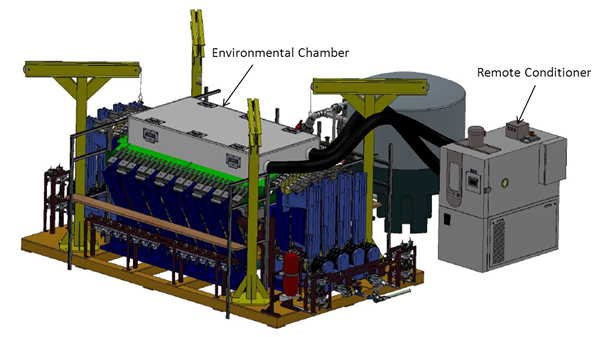 Environmental Chamber
Remote Conditioner